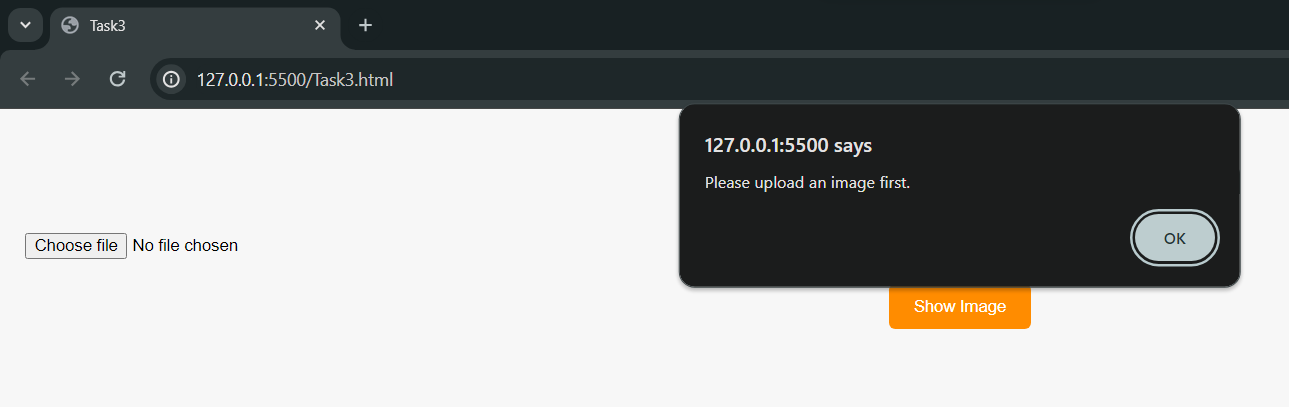 Task3
127.0.0.1:5500/Task3.html
127.0.0.1:5500 says
Please upload an image first.
OK
Choose file No file chosen
Show Image